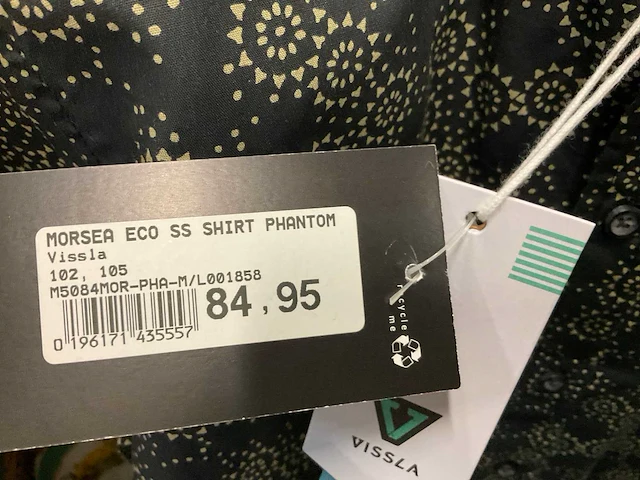 MORSEA ECO SS SHIRT PHANTOM
Vissla
102, 105
M5084MOR-PHA-M/L001858
84,95
0 196171 435557
recycle me
VISSLA